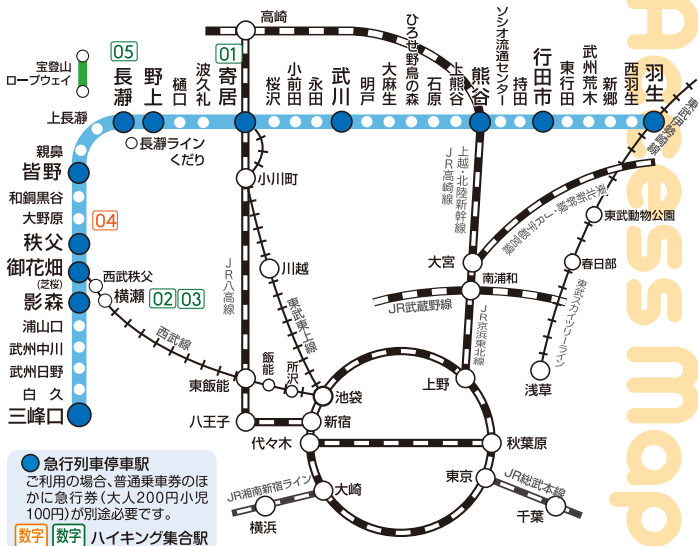 Access map
高崎
05
01
宝登山
ロープウェイ
長瀞
野上
樋口
波久礼
寄居
桜沢
小前田
永田
武川
明戸
大麻生
ひろせ野鳥の森
石原
上熊谷
熊谷
ソシオ流通センター
持田
行田市
東行田
武州荒木
新郷
西羽生
羽生
上長瀞
長瀞ライン
くだり
親鼻
皆野
和銅黒谷
大野原
04
秩父
御花畑
(芝桜)
影森
浦山口
武州中川
武州日野
白久
三峰口
西武秩父
横瀬
02
03
西武線
小川町
川越
JR八高線
東武東上線
東飯能
飯能
所沢
池袋
八王子
新宿
代々木
大崎
JR湘南新宿ライン
横浜
上越・北陸新幹線
JR高崎線
東北新幹線・JR宇都宮線
大宮
南浦和
JR武蔵野線
JR京浜東北線
上野
秋葉原
東京
JR総武本線
千葉
東武伊勢崎線
東武動物公園
春日部
東武スカイツリーライン
浅草
急行列車停車駅
ご利用の場合、普通乗車券のほ
かに急行券(大人200円小児
100円)が別途必要です。
数字 数字 ハイキング集合駅